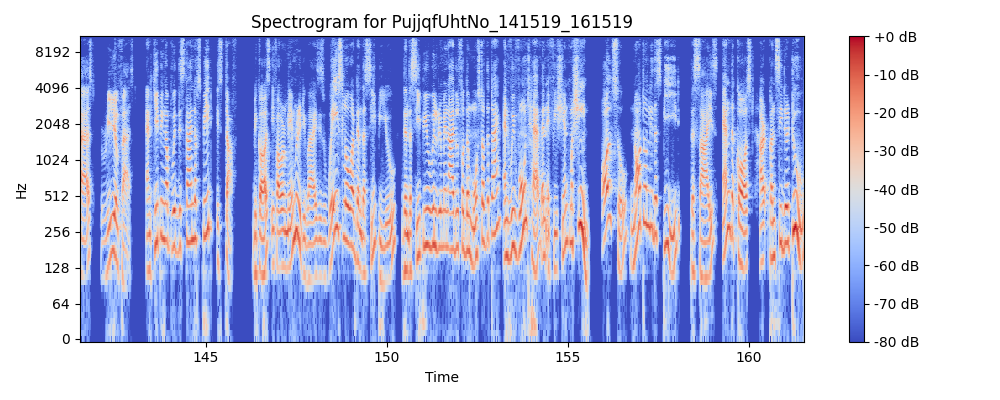 Spectrogram for PujjqfUhtNo_141519_161519
8192
4096
2048
1024
512
256
128
64
0
Hz
145
150
155
160
Time
+0 dB
-10 dB
-20 dB
-30 dB
-40 dB
-50 dB
-60 dB
-70 dB
-80 dB